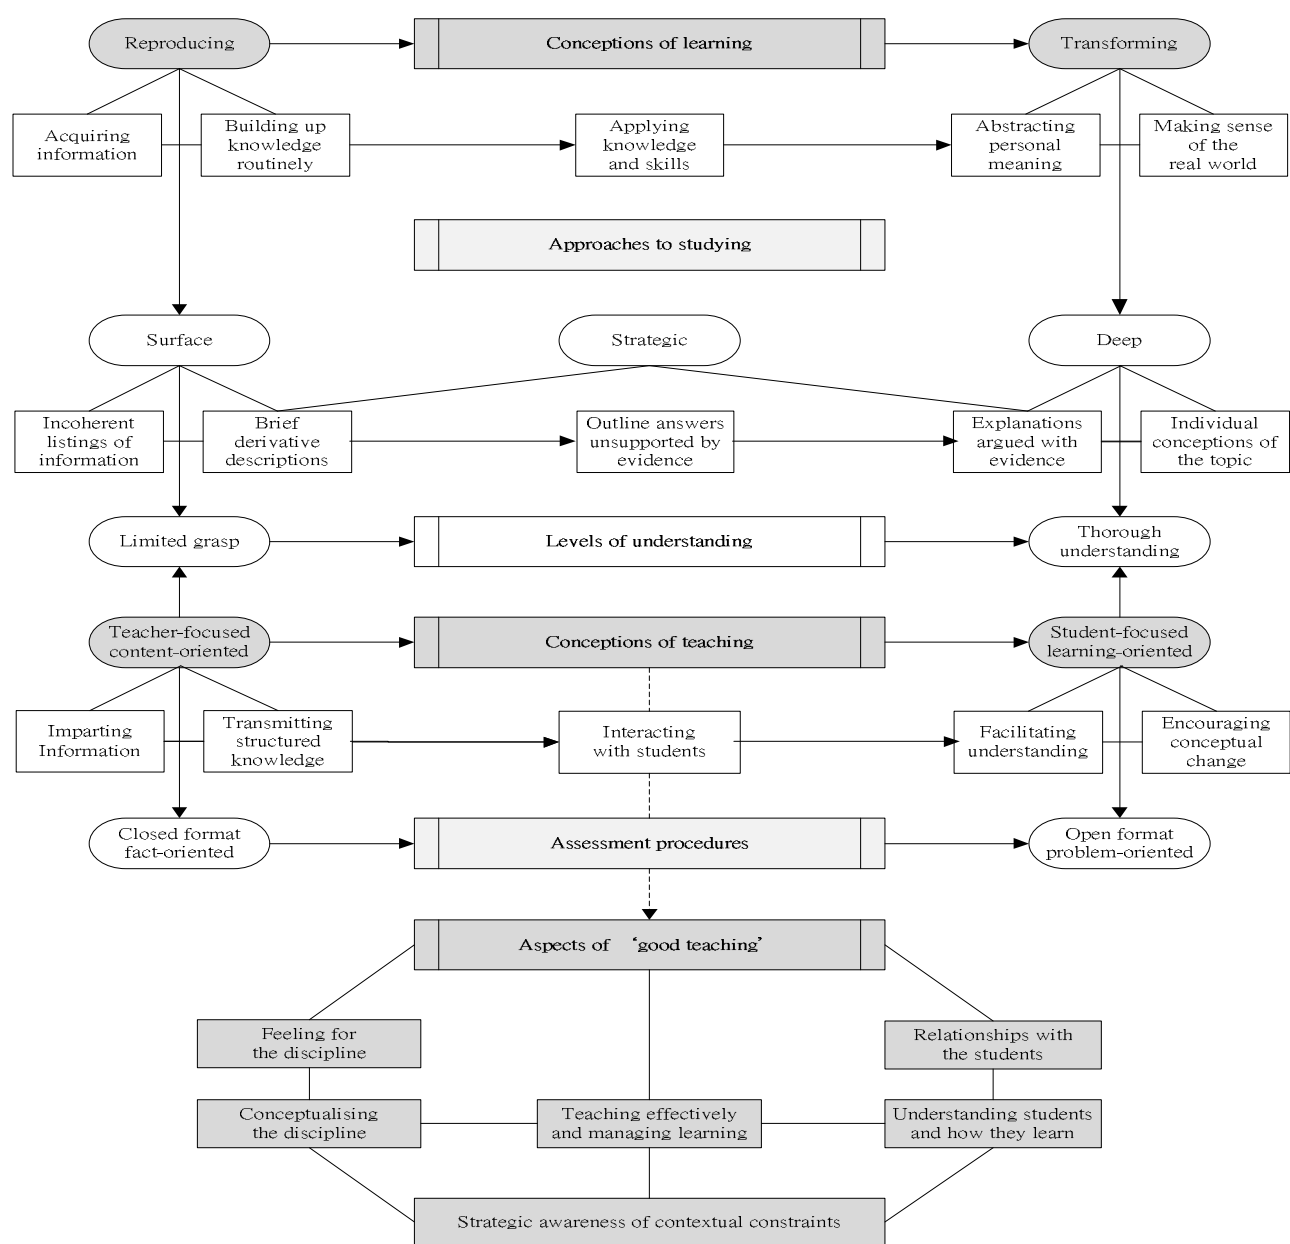 Reproducing
Conceptions of learning
Transforming
Acquiring
information
Building up
knowledge
routinely
Applying
knowledge
and skills
Abstracting
personal
meaning
Making sense
of the
real world
Approaches to studying
Surface
Strategic
Deep
Incoherent
listings of
information
Brief
derivative
descriptions
Outline answers
unsupported by
evidence
Explanations
argued with
evidence
Individual
conceptions of
the topic
Limited grasp
Levels of understanding
Thorough
understanding
Teacher-focused
content-oriented
Conceptions of teaching
Student-focused
learning-oriented
Imparting
Information
Transmitting
structured
knowledge
Interacting
with students
Facilitating
understanding
Encouraging
conceptual
change
Closed format
fact-oriented
Assessment procedures
Open format
problem-oriented
Aspects of ‘good teaching’
Feeling for
the discipline
Relationships with
the students
Conceptualising
the discipline
Teaching effectively
and managing learning
Understanding students
and how they learn
Strategic awareness of contextual constraints